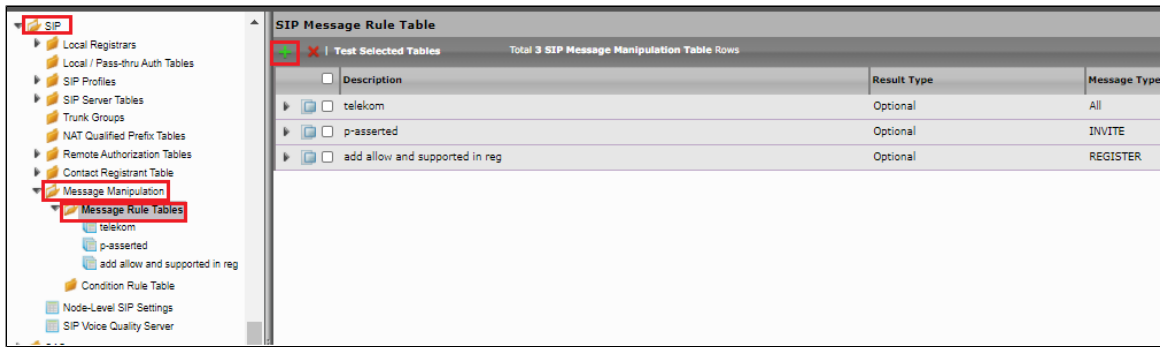 SIP
Local Registrars
Local / Pass-thru Auth Tables
SIP Profiles
SIP Server Tables
Trunk Groups
NAT Qualified Prefix Tables
Remote Authorization Tables
Contact Registrant Table
Message Manipulation
Message Rule Tables
telekom
p-asserted
add allow and supported in reg
Condition Rule Table
Node-Level SIP Settings
SIP Voice Quality Server
SIP Message Rule Table
| Test Selected Tables Total 3 SIP Message Manipulation Table Rows
Description Result Type Message Type
telekom Optional All
p-asserted Optional INVITE
add allow and supported in reg Optional REGISTER